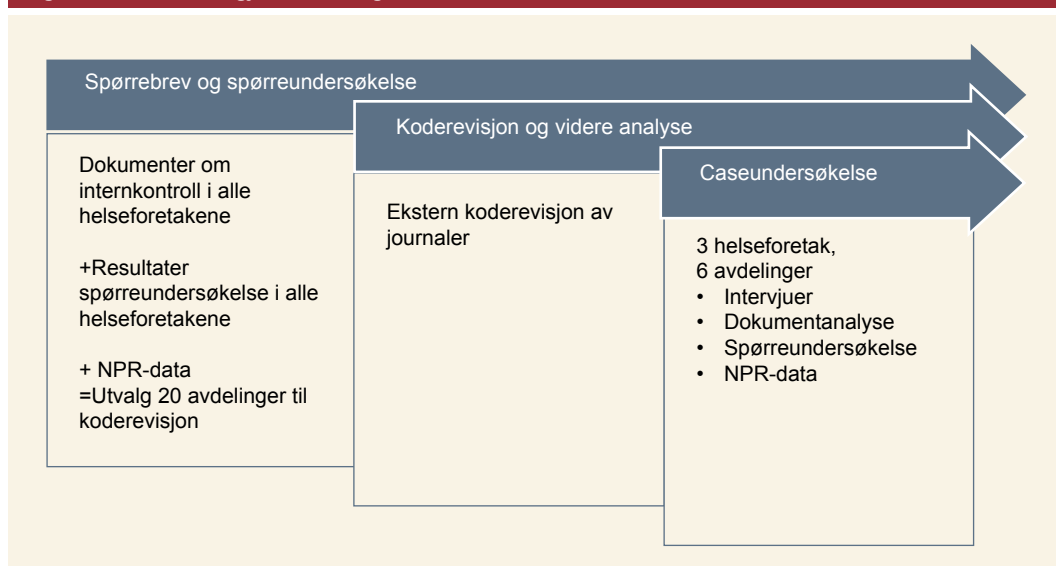 Spørrebrev og spørreundersøkelse
Dokumenter om
internkontroll i alle
helseforetakene
+Resultater
spørreundersøkelse i alle
helseforetakene
+ NPR-data
=Utvalg 20 avdelinger til
koderevisjon
Koderevisjon og videre analyse
Ekstern koderevisjon av
journaler
Caseundersøkelse
3 helseforetak,
6 avdelinger
• Intervjuer
• Dokumentanalyse
• Spørreundersøkelse
• NPR-data